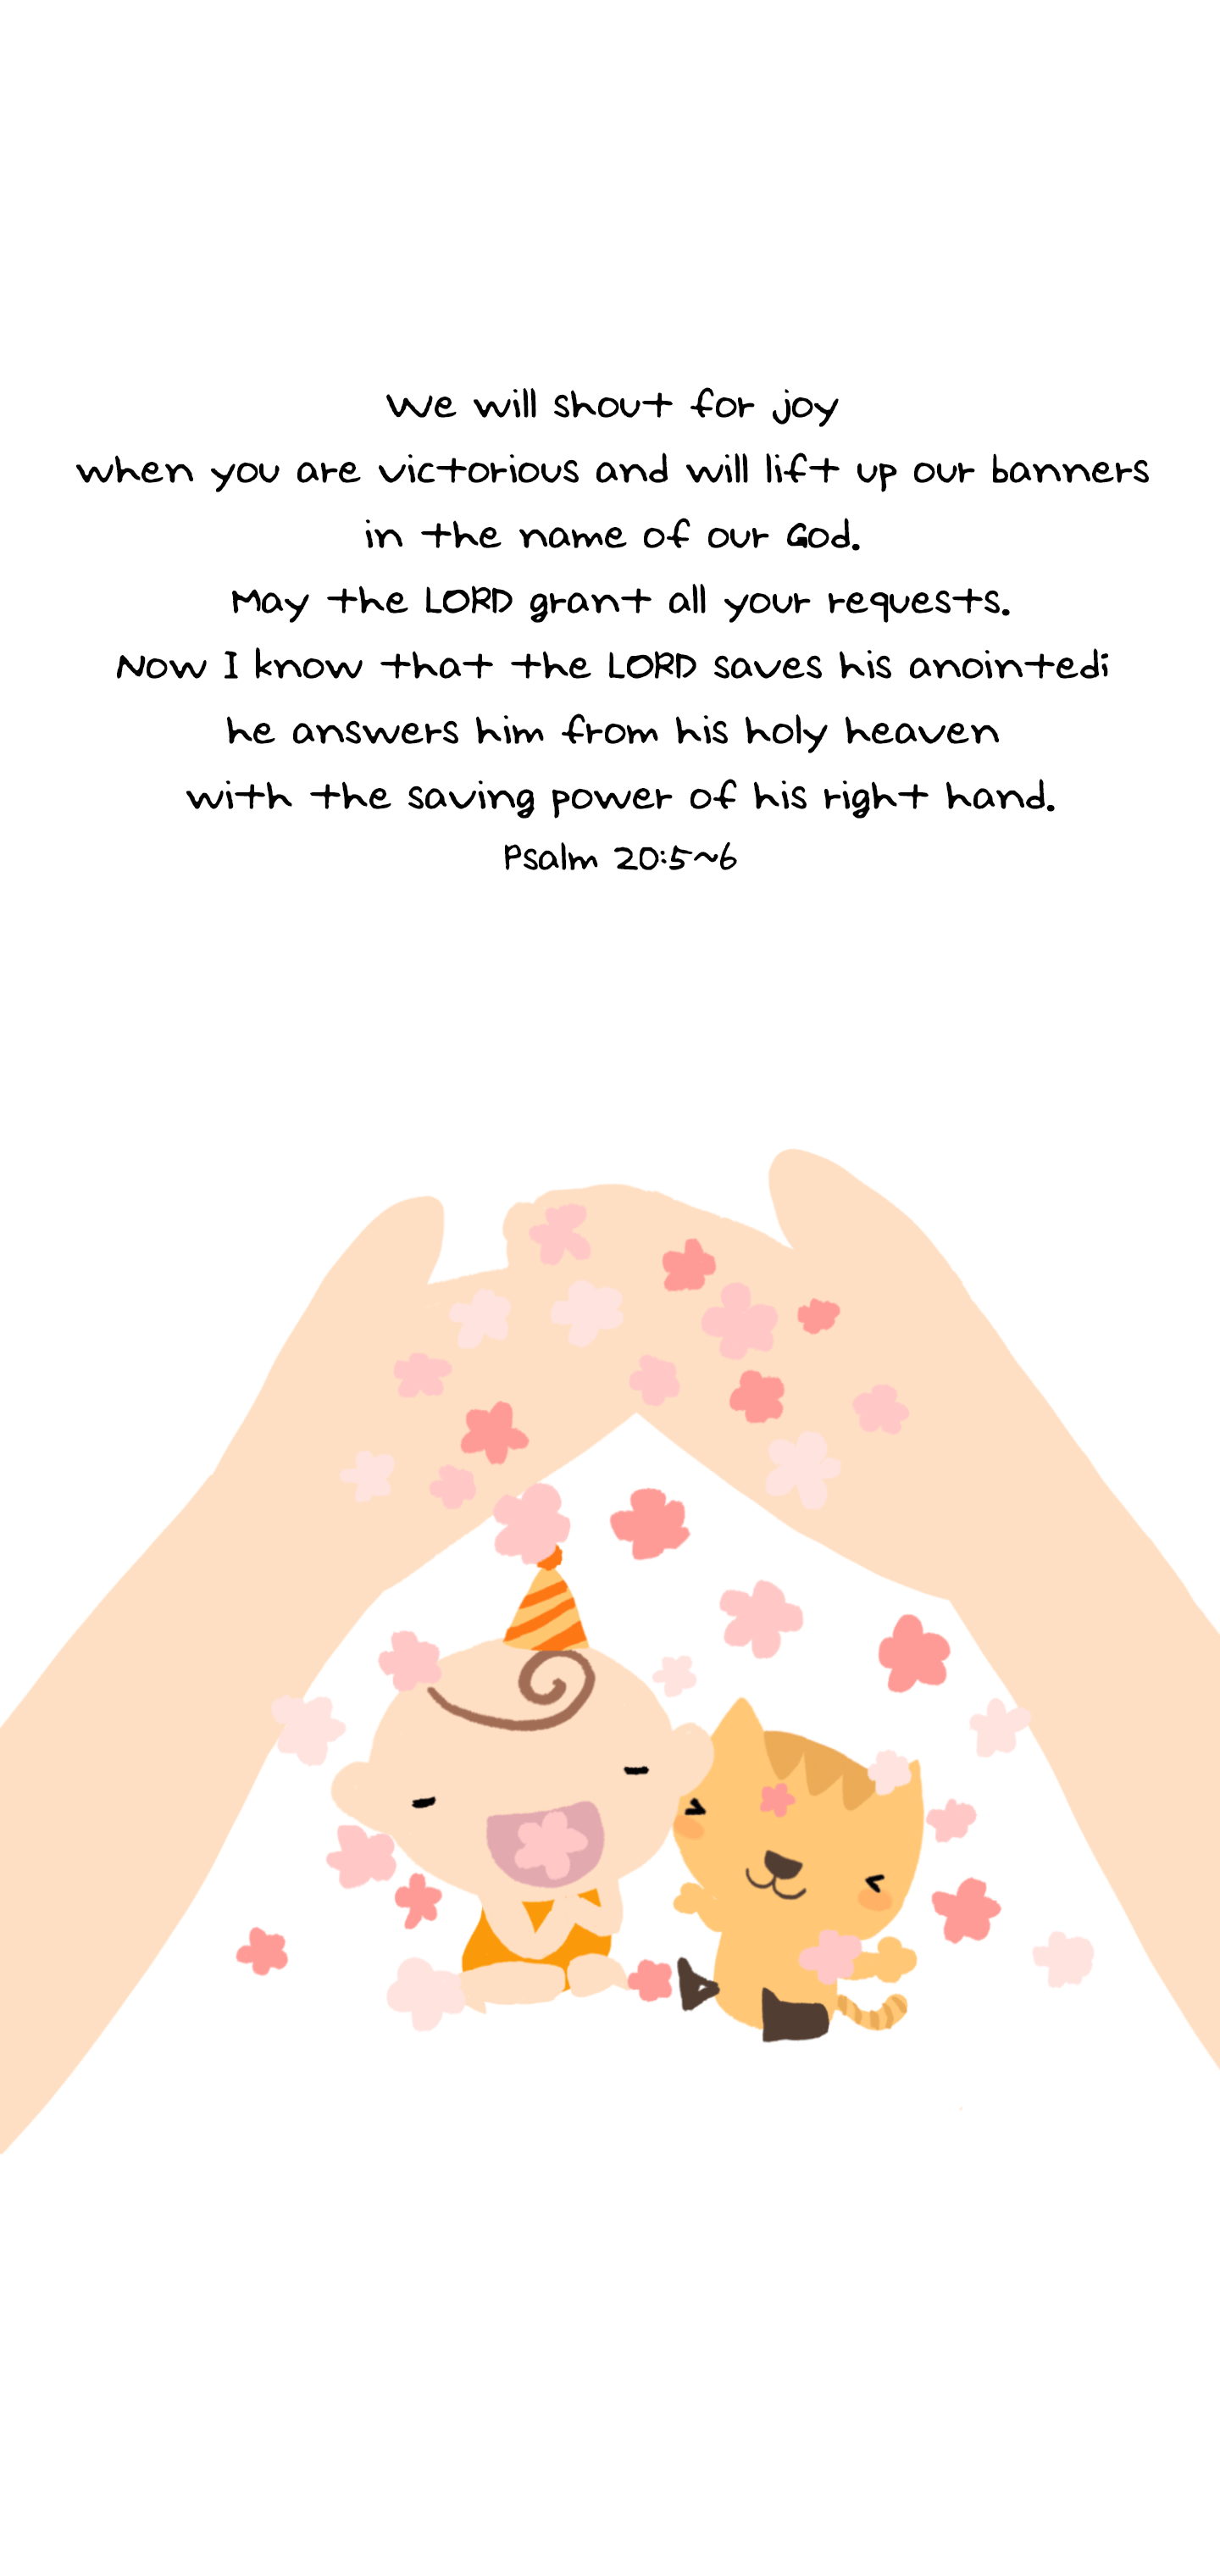 We will shout for joy
when you are victorious and will lift up our banners
in the name of our God.
May the LORD grant all your requests.
Now I know that the LORD saves his anointedi
he answers him from his holy heaven
with the saving power of his right hand.
Psalm 20:5~6